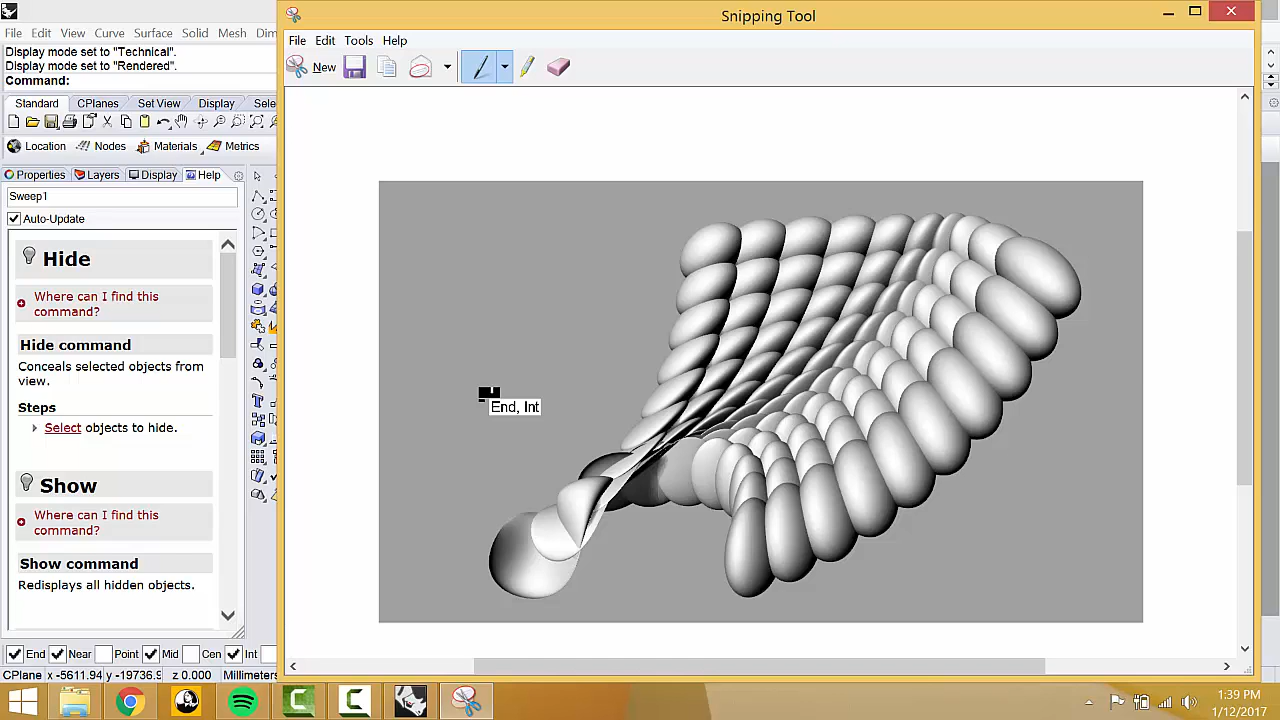 Snipping Tool
File Edit View Curve Surface Solid Mesh Dim
File Edit Tools Help
Display mode set to "Technical".
Display mode set to "Rendered".
Command:
New
Standard CPlanes Set View Display Sele
Location Nodes Materials Metrics
Properties Layers Display Help
Sweep1
Auto-Update
Hide
Where can I find this
command?
Hide command
Conceals selected objects from
view.
Steps
Select objects to hide.
End, Int
Show
Where can I find this
command?
Show command
Redisplays all hidden objects.
End Near Point Mid Cen Int
CPlane x -5611.94 y -19736.5 z 0.000 Millimeters
1:39 PM
1/12/2017